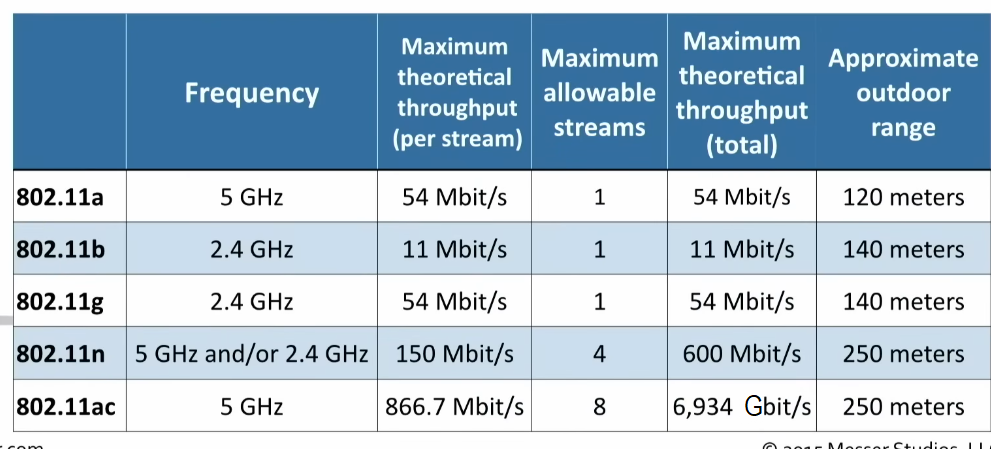 Frequency
Maximum
theoretical
throughput
(per stream)
Maximum
allowable
streams
Maximum
theoretical
throughput
(total)
Approximate
outdoor
range
802.11a 5 GHz 54 Mbit/s 1 54 Mbit/s 120 meters
802.11b 2.4 GHz 11 Mbit/s 1 11 Mbit/s 140 meters
802.11g 2.4 GHz 54 Mbit/s 1 54 Mbit/s 140 meters
802.11n 5 GHz and/or 2.4 GHz 150 Mbit/s 4 600 Mbit/s 250 meters
802.11ac 5 GHz 866.7 Mbit/s 8 6,934 Gbit/s 250 meters
© 2015 Messer Studios,